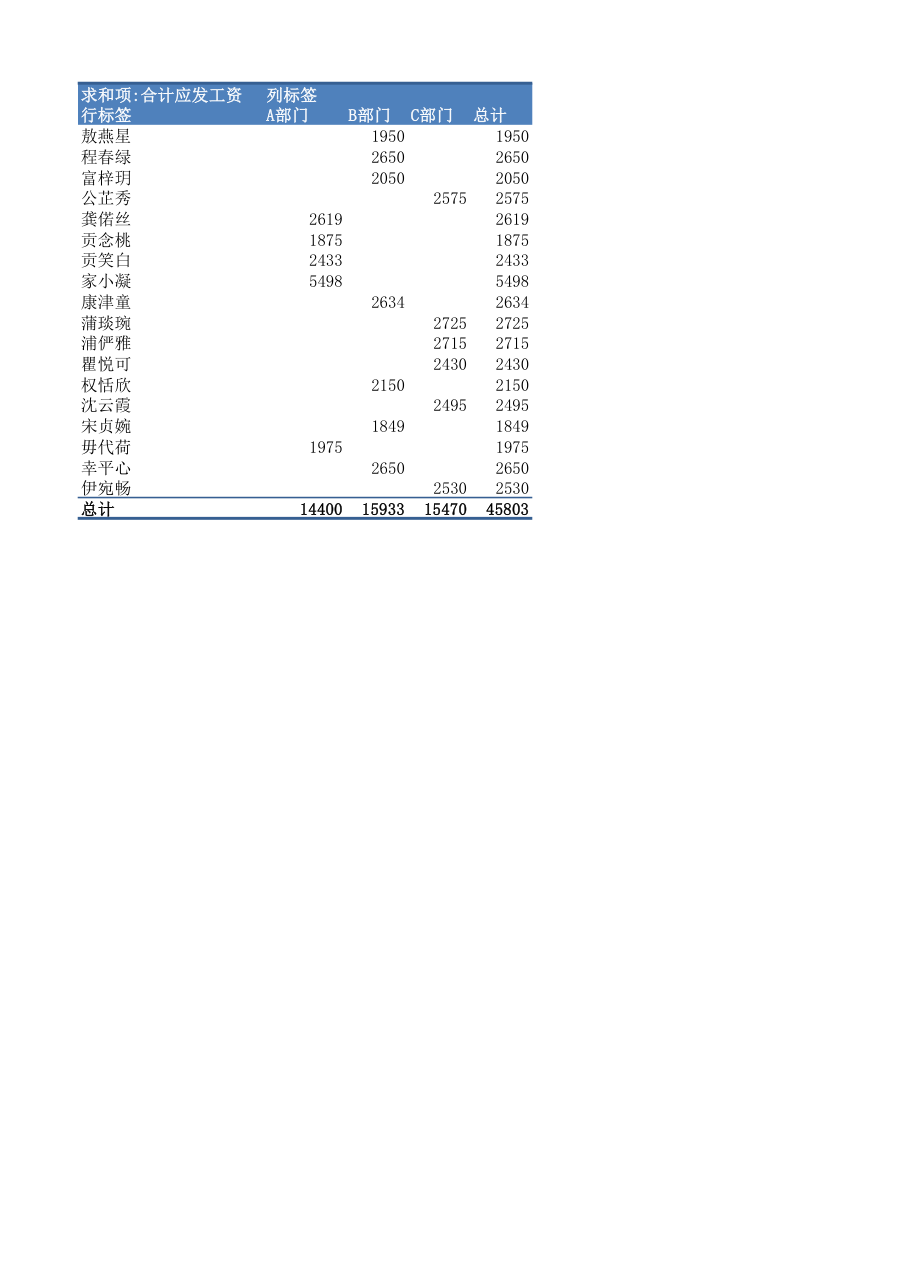 求和项:合计应发工资 列标签
行标签 A部门 B部门 C部门 总计
敖燕星 1950 1950
程春绿 2650 2650
富梓玥 2050 2050
公芷秀 2575 2575
龚偌丝 2619 2619
贡念桃 1875 1875
贡笑白 2433 2433
家小凝 5498 5498
康津童 2634 2634
蒲琰琬 2725 2725
浦俨雅 2715 2715
瞿悦可 2430 2430
权恬欣 2150 2150
沈云霞 2495 2495
宋贞婉 1849 1849
毋代荷 1975 1975
幸平心 2650 2650
伊宛畅 2530 2530
总计 14400 15933 15470 45803